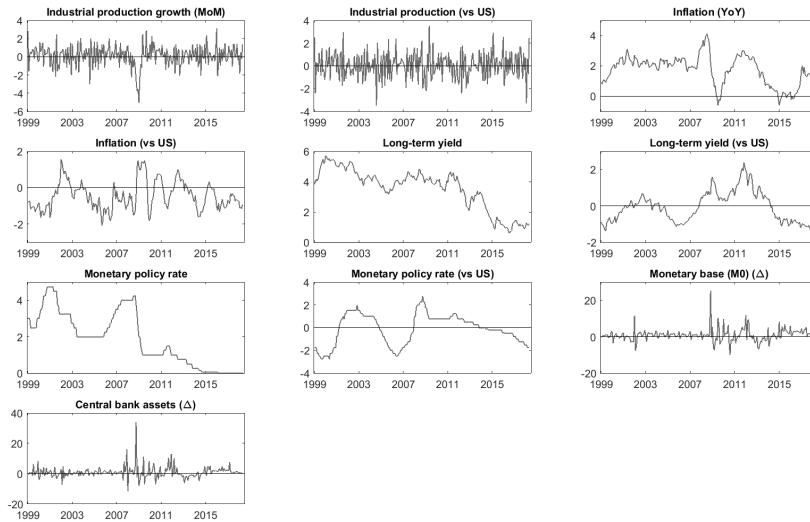 Industrial production growth (MoM)
4
2
0
-2
-4
-6
1999 2003 2007 2011 2015
Industrial production (vs US)
4
2
0
-2
-4
1999 2003 2007 2011 2015
Inflation (YoY)
4
2
0
1999 2003 2007 2011 2015
Inflation (vs US)
2
0
-2
1999 2003 2007 2011 2015
Long-term yield
6
4
2
0
1999 2003 2007 2011 2015
Long-term yield (vs US)
2
0
-2
1999 2003 2007 2011 2015
Monetary policy rate
4
2
0
1999 2003 2007 2011 2015
Monetary policy rate (vs US)
4
2
0
-2
-4
1999 2003 2007 2011 2015
Monetary base (M0) (Δ)
20
0
-20
1999 2003 2007 2011 2015
Central bank assets (Δ)
40
20
0
-20
1999 2003 2007 2011 2015